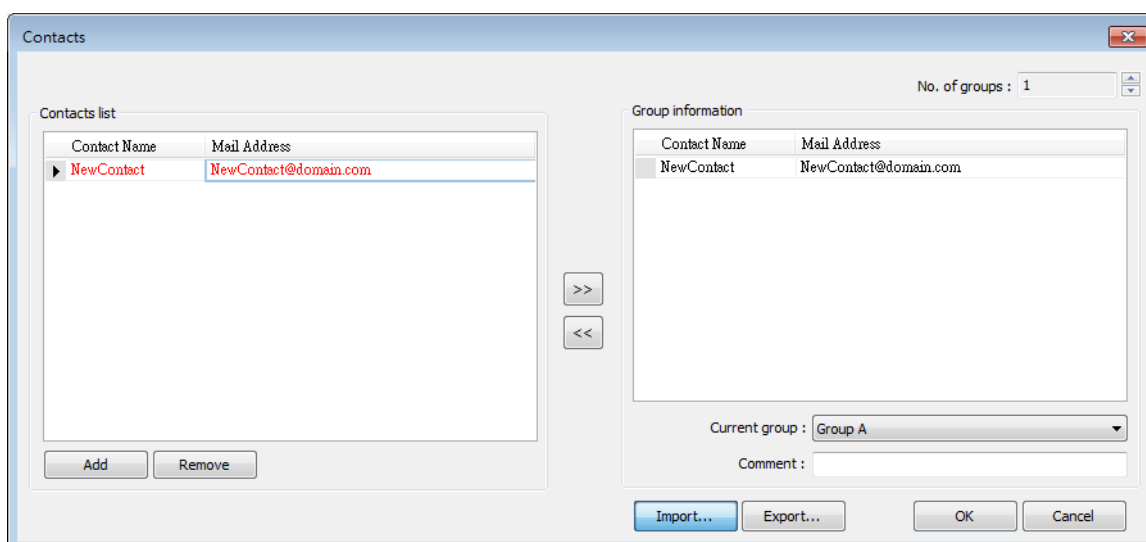 Contacts
No. of groups : 1
Contacts list
Contact Name Mail Address
NewContact NewContact@domain.com
Add Remove
>>
<<
Group information
Contact Name Mail Address
NewContact NewContact@domain.com
Current group : Group A
Comment :
Import... Export... OK Cancel